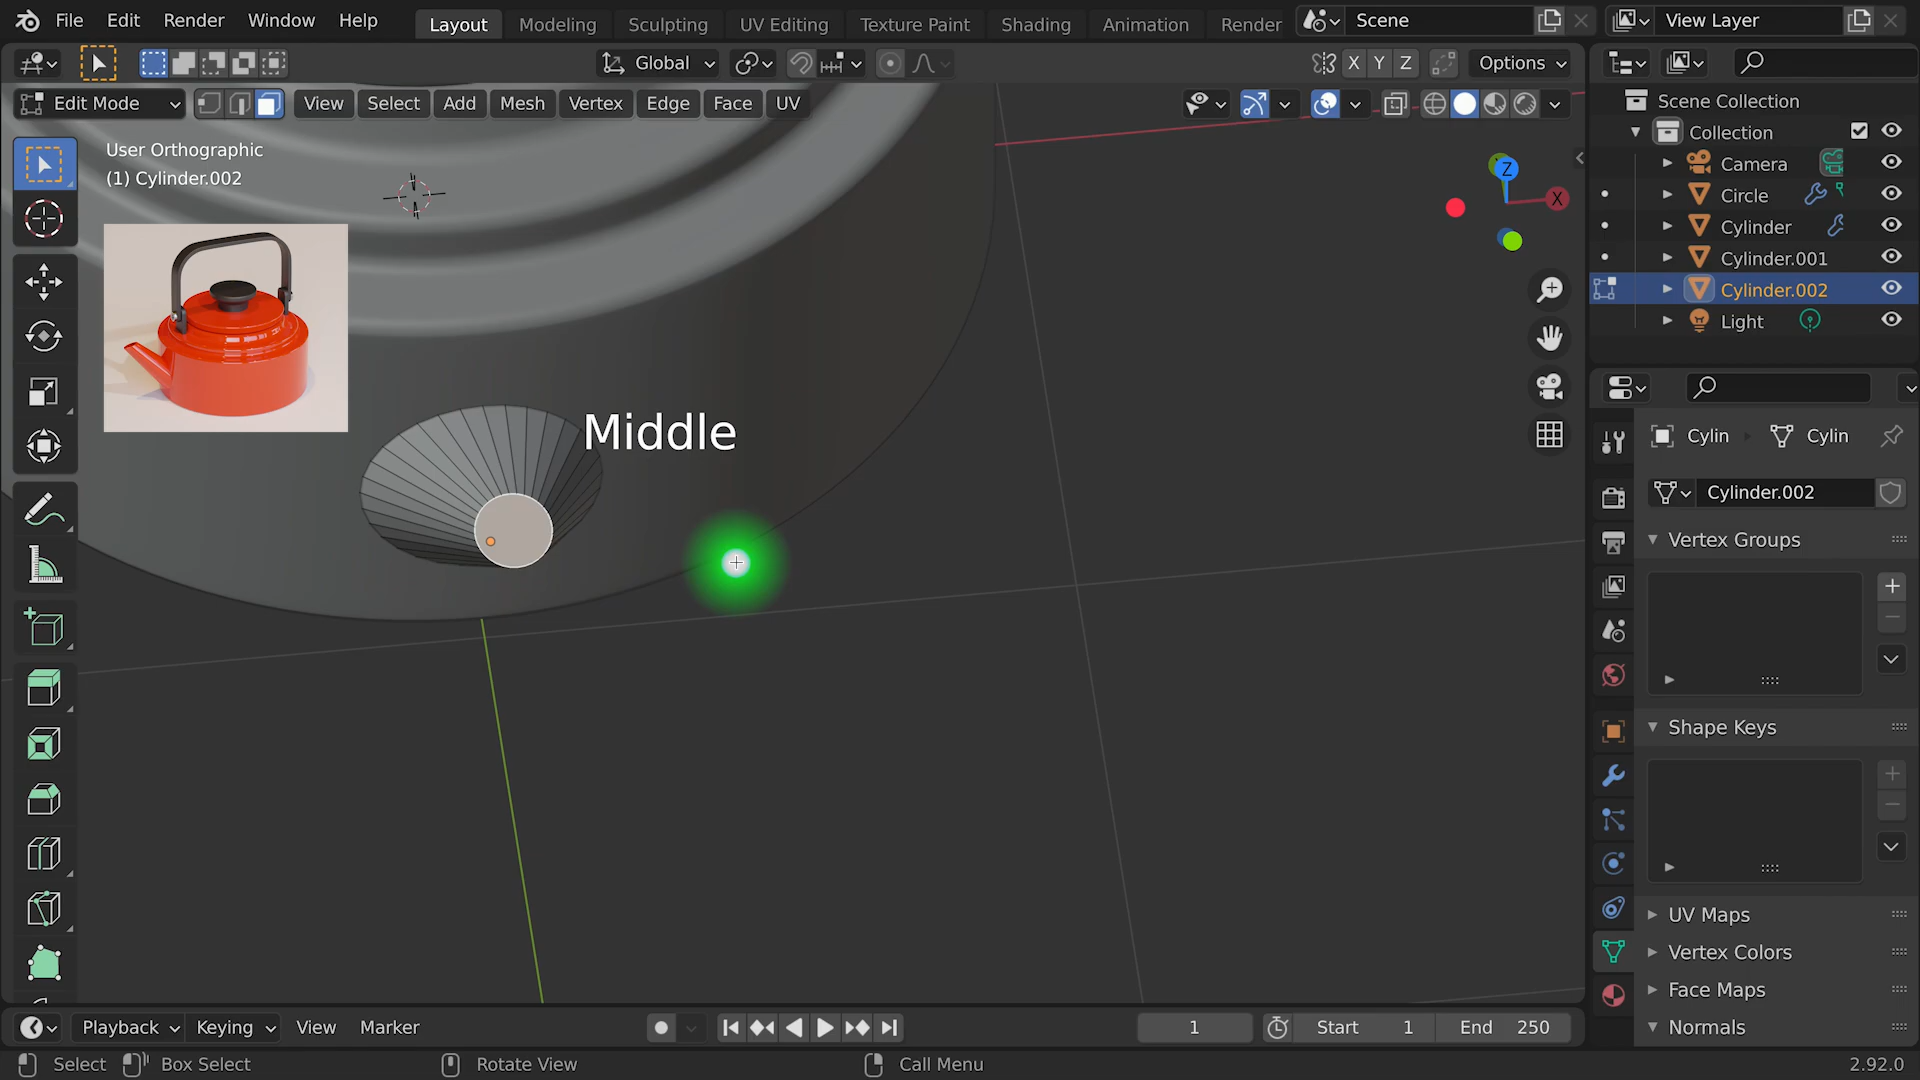 File Edit Render Window Help Layout Modeling Sculpting UV Editing Texture Paint Shading Animation Render Scene View Layer
Global X Y Z Options
Edit Mode View Select Add Mesh Vertex Edge Face UV
User Orthographic
(1) Cylinder.002
Z
X
Middle
Scene Collection
Collection
Camera
Circle
Cylinder
Cylinder.001
Cylinder.002
Light
Cylin Cylin
Cylinder.002
Vertex Groups
Shape Keys
UV Maps
Vertex Colors
Face Maps
Normals
Playback Keying View Marker 1 Start 1 End 250
Select Box Select Rotate View Call Menu 2.92.0